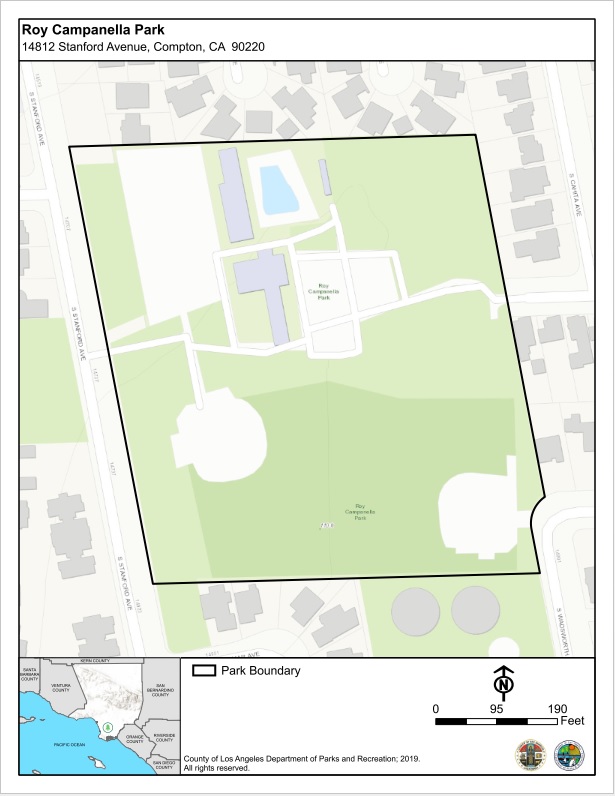 Roy Campanella Park
14812 Stanford Avenue, Compton, CA 90220
S STANFORD AVE
S CAIRITA AVE
S STANFORD AVE
Roy
Campanella
Park
Roy
Campanella
Park
S STANFORD AVE
S WADSWORTH
AVE
KERN COUNTY
SANTA
BARBARA
COUNTY
VENTURA
COUNTY
SAN
BERNARDINO
COUNTY
ORANGE
COUNTY
RIVERSIDE
COUNTY
SAN DIEGO
COUNTY
PACIFIC OCEAN
Park Boundary
N
0 95 190
Feet
County of Los Angeles Department of Parks and Recreation; 2019.
All rights reserved.